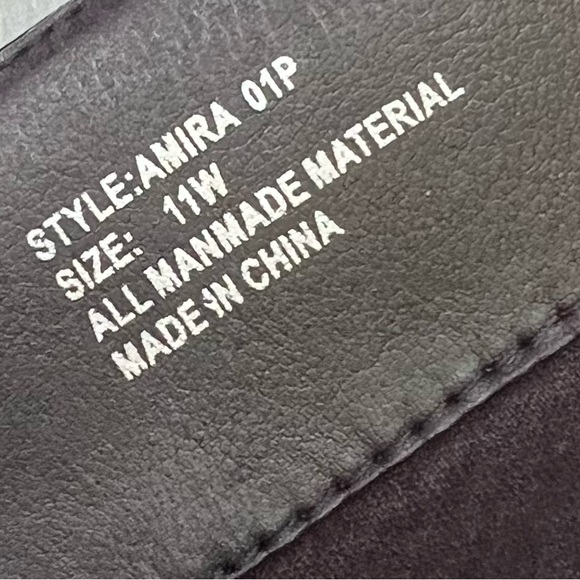 STYLE:AMIRA 01P
SIZE: 11W
ALL MANMADE MATERIAL
MADE IN CHINA